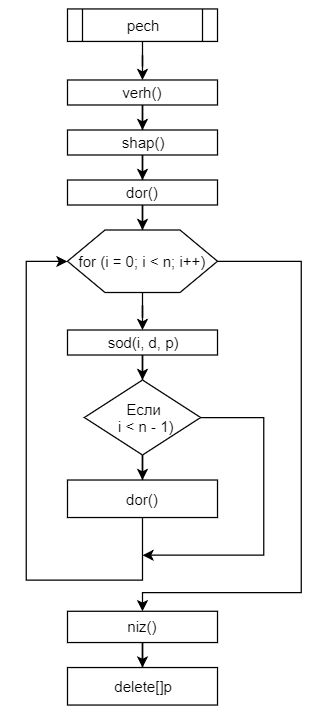 pech
verh()
shap()
dor()
for (i = 0; i < n; i++)
sod(i, d, p)
Если
i < n - 1)
dor()
niz()
delete[]p